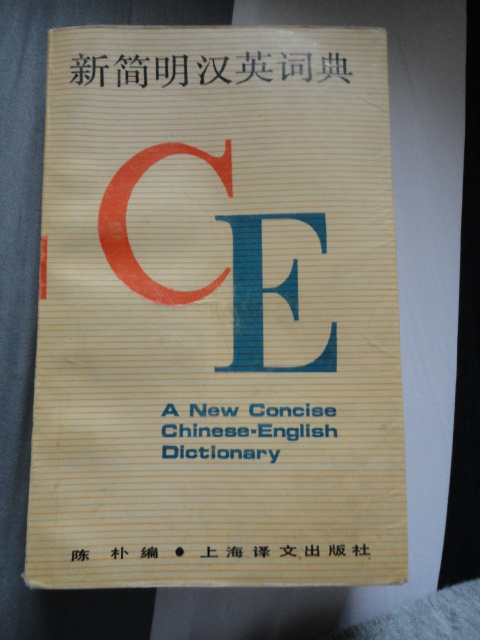 新简明汉英词典
C
E
A New Concise
Chinese-English
Dictionary
陈朴编 • 上海译文出版社